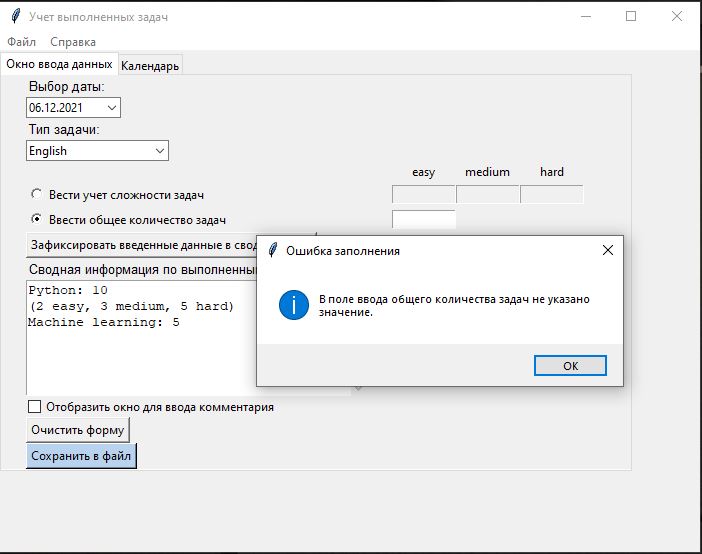 Учет выполненных задач
Файл Справка
Окно ввода данных Календарь
Выбор даты:
06.12.2021
Тип задачи:
English
easy medium hard
Вести учет сложности задач
Ввести общее количество задач
Зафиксировать введенные данные в свод
Ошибка заполнения
Сводная информация по выполненны
Python: 10
(2 easy, 3 medium, 5 hard)
Machine learning: 5
В поле ввода общего количества задач не указано
значение.
OK
Отобразить окно для ввода комментария
Очистить форму
Сохранить в файл